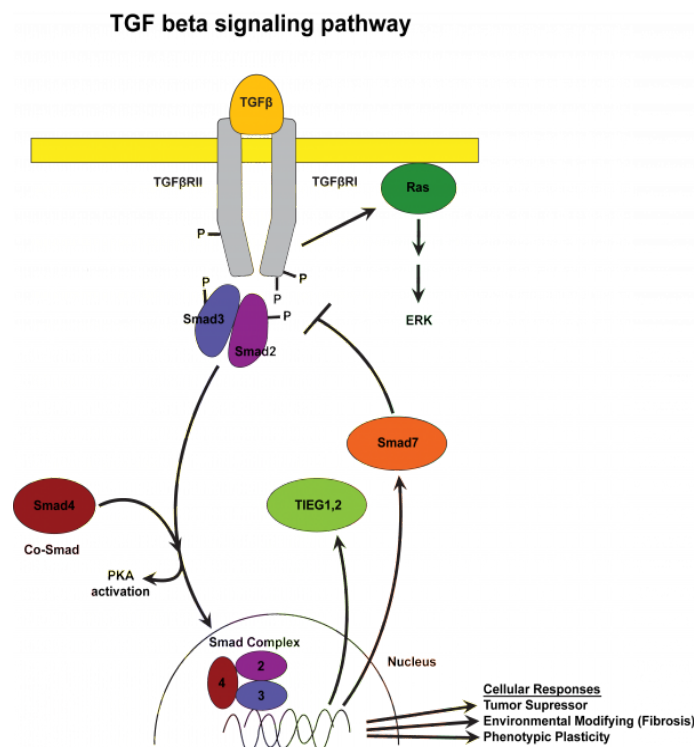 TGF beta signaling pathway
TGFβ
TGFβRII
TGFβRI
Ras
P
P
P
P
P
ERK
Smad3
Smad2
Smad7
Smad4
TIEG1,2
Co-Smad
PKA
activation
Smad Complex
Nucleus
2
4
3
Cellular Responses
Tumor Supressor
Environmental Modifying (Fibrosis)
Phenotypic Plasticity